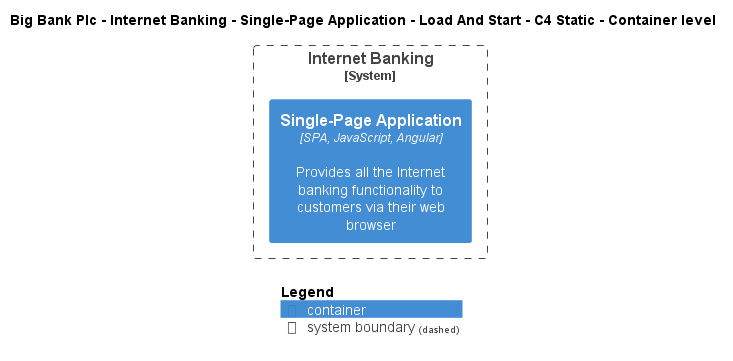 Big Bank Plc - Internet Banking - Single-Page Application - Load And Start - C4 Static - Container level
Internet Banking
[System]
Single-Page Application
[SPA, JavaScript, Angular]
Provides all the Internet
banking functionality to
customers via their web
browser
Legend
container
system boundary (dashed)